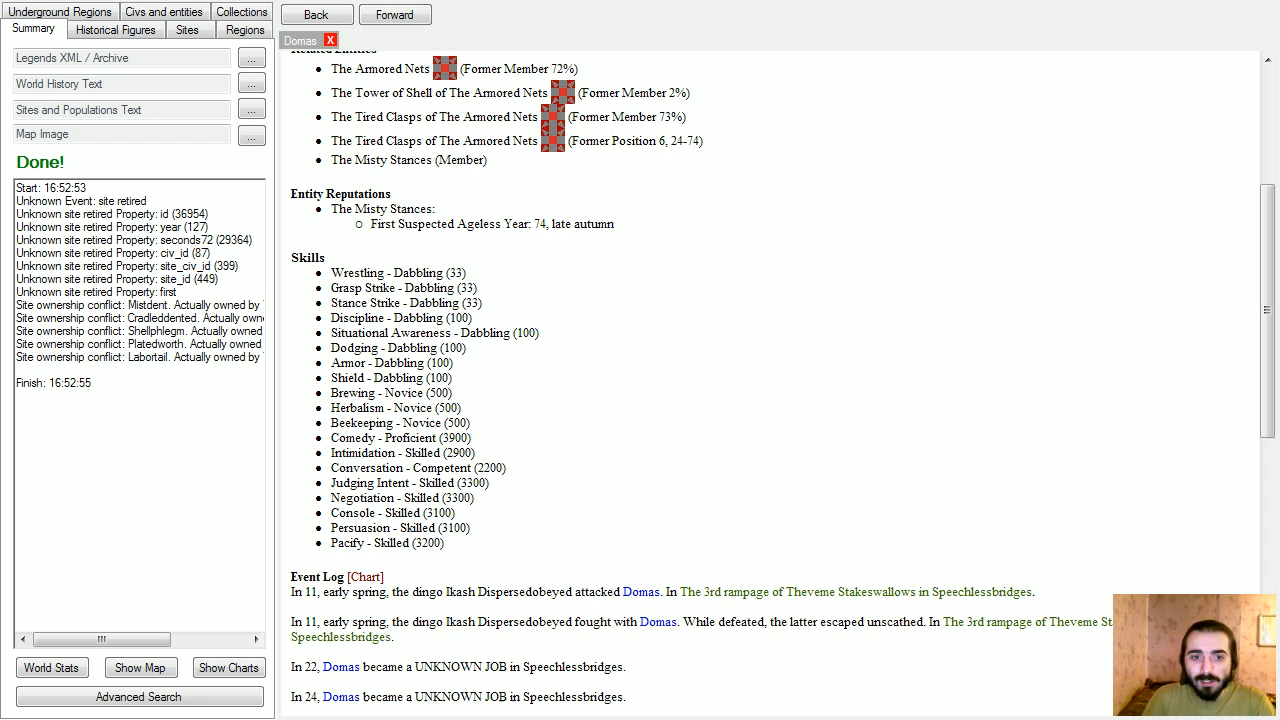 Underground Regions Civs and entities Collections
Summary Historical Figures Sites Regions
Back Forward
Domas X
Legends XML / Archive ...
World History Text ...
Sites and Populations Text ...
Map Image ...
Done!
Start: 16:52:53
Unknown Event: site retired
Unknown site retired Property: id (36954)
Unknown site retired Property: year (127)
Unknown site retired Property: seconds72 (29364)
Unknown site retired Property: civ_id (87)
Unknown site retired Property: site_civ_id (399)
Unknown site retired Property: site_id (449)
Unknown site retired Property: first
Site ownership conflict: Mistdent. Actually owned by
Site ownership conflict: Cradleddented. Actually own
Site ownership conflict: Shellphlegm. Actually owned
Site ownership conflict: Platedworth. Actually owned
Site ownership conflict: Labortail. Actually owned by
Finish: 16:52:55
World Stats Show Map Show Charts
Advanced Search
Related Entities
The Armored Nets (Former Member 72%)
The Tower of Shell of The Armored Nets (Former Member 2%)
The Tired Clasps of The Armored Nets (Former Member 73%)
The Tired Clasps of The Armored Nets (Former Position 6, 24-74)
The Misty Stances (Member)
Entity Reputations
The Misty Stances:
First Suspected Ageless Year: 74, late autumn
Skills
Wrestling - Dabbling (33)
Grasp Strike - Dabbling (33)
Stance Strike - Dabbling (33)
Discipline - Dabbling (100)
Situational Awareness - Dabbling (100)
Dodging - Dabbling (100)
Armor - Dabbling (100)
Shield - Dabbling (100)
Brewing - Novice (500)
Herbalism - Novice (500)
Beekeeping - Novice (500)
Comedy - Proficient (3900)
Intimidation - Skilled (2900)
Conversation - Competent (2200)
Judging Intent - Skilled (3300)
Negotiation - Skilled (3300)
Console - Skilled (3100)
Persuasion - Skilled (3100)
Pacify - Skilled (3200)
Event Log [Chart]
In 11, early spring, the dingo Ikash Dispersedobeyed attacked Domas. In The 3rd rampage of Theveme Stakeswallows in Speechlessbridges.
In 11, early spring, the dingo Ikash Dispersedobeyed fought with Domas. While defeated, the latter escaped unscathed. In The 3rd rampage of Theveme St
Speechlessbridges.
In 22, Domas became a UNKNOWN JOB in Speechlessbridges.
In 24, Domas became a UNKNOWN JOB in Speechlessbridges.